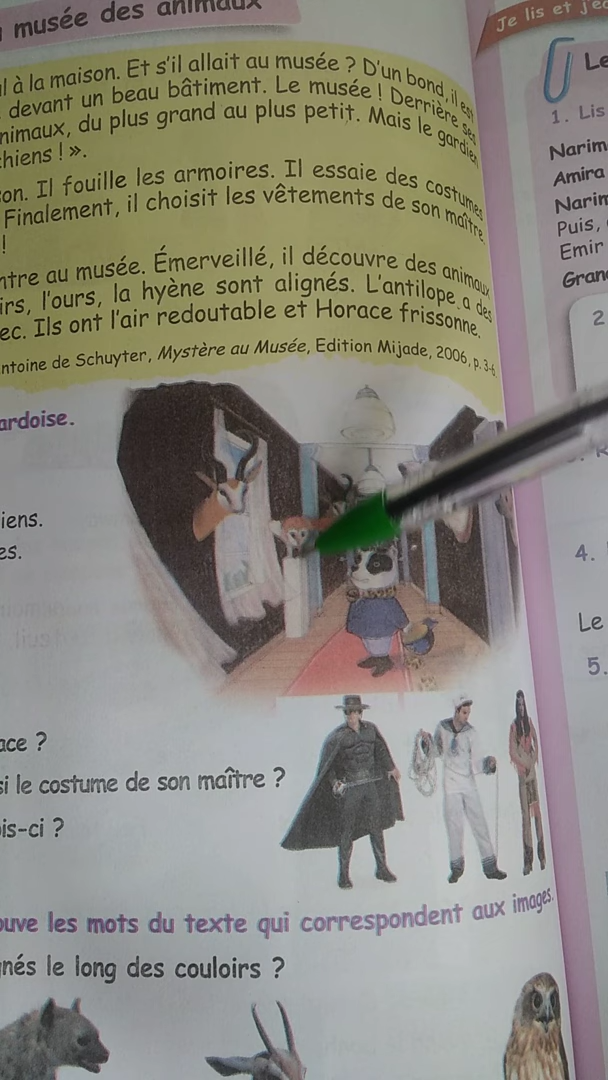 musée des animaux
à la maison. Et s'il allait au musée ? D'un bond, il est
devant un beau bâtiment. Le musée ! Derrière ses
nimaux, du plus grand au plus petit. Mais le gardien
hiens ! ».
on. Il fouille les armoires. Il essaie des costumes
Finalement, il choisit les vêtements de son maître.
!
ntre au musée. Émerveillé, il découvre des animaux
irs, l'ours, la hyène sont alignés. L'antilope a des
ec. Ils ont l'air redoutable et Horace frissonne.
ntoine de Schuyter, Mystère au Musée, Edition Mijade, 2006, p. 3-6.
ardoise.
iens.
es.
ace ?
si le costume de son maître ?
is-ci ?
ouve les mots du texte qui correspondent aux images.
nés le long des couloirs ?
Je lis et j'éc
Le
1. Lis
Narim
Amira
Narim
Puis,
Emir
Grand
2
4.
Le
5.